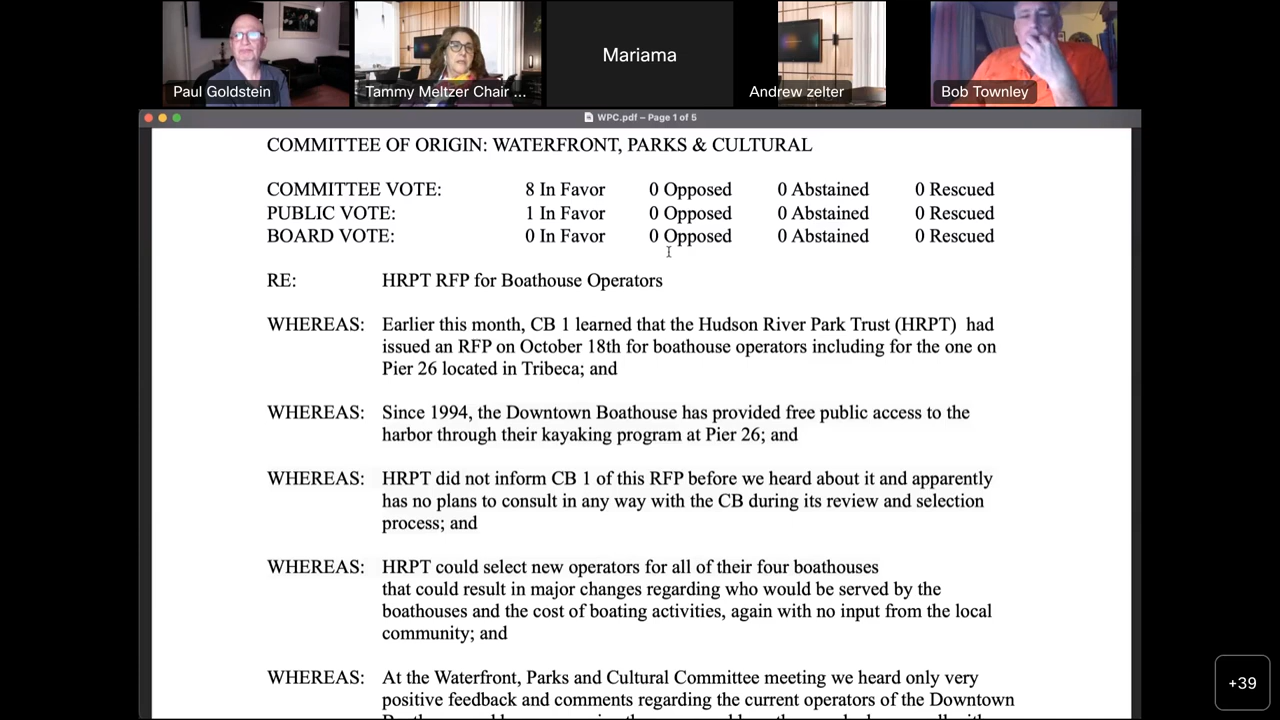 Paul Goldstein
Tammy Meltzer Chair ...
Mariama
Andrew zelter
Bob Townley
WPC.pdf – Page 1 of 5
COMMITTEE OF ORIGIN: WATERFRONT, PARKS & CULTURAL
COMMITTEE VOTE: 8 In Favor 0 Opposed 0 Abstained 0 Rescued
PUBLIC VOTE: 1 In Favor 0 Opposed 0 Abstained 0 Rescued
BOARD VOTE: 0 In Favor 0 Opposed 0 Abstained 0 Rescued
RE: HRPT RFP for Boathouse Operators
WHEREAS: Earlier this month, CB 1 learned that the Hudson River Park Trust (HRPT) had
issued an RFP on October 18th for boathouse operators including for the one on
Pier 26 located in Tribeca; and
WHEREAS: Since 1994, the Downtown Boathouse has provided free public access to the
harbor through their kayaking program at Pier 26; and
WHEREAS: HRPT did not inform CB 1 of this RFP before we heard about it and apparently
has no plans to consult in any way with the CB during its review and selection
process; and
WHEREAS: HRPT could select new operators for all of their four boathouses
that could result in major changes regarding who would be served by the
boathouses and the cost of boating activities, again with no input from the local
community; and
WHEREAS: At the Waterfront, Parks and Cultural Committee meeting we heard only very
positive feedback and comments regarding the current operators of the Downtown
+39